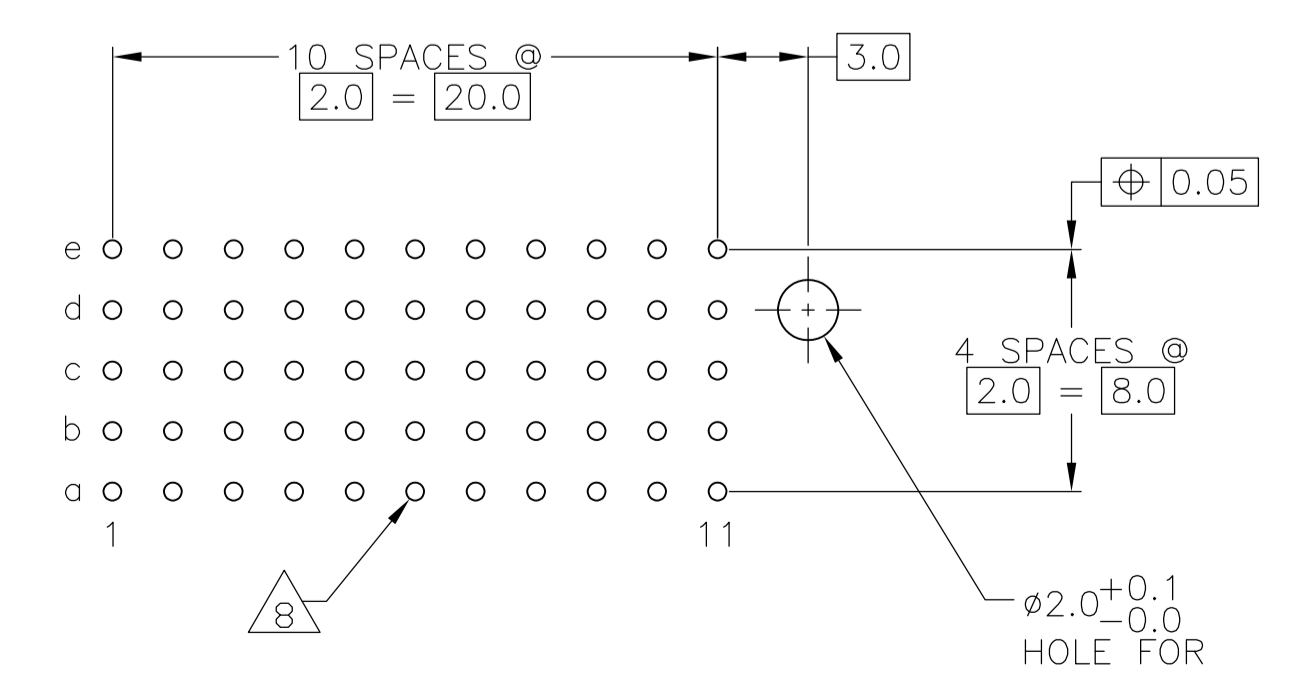 10 SPACES @
2.0 = 20.0
3.0
⌖ 0.05
e
d
c
b
a
1
11
4 SPACES @
2.0 = 8.0
8
ø2.0 +0.1
-0.0
HOLE FOR